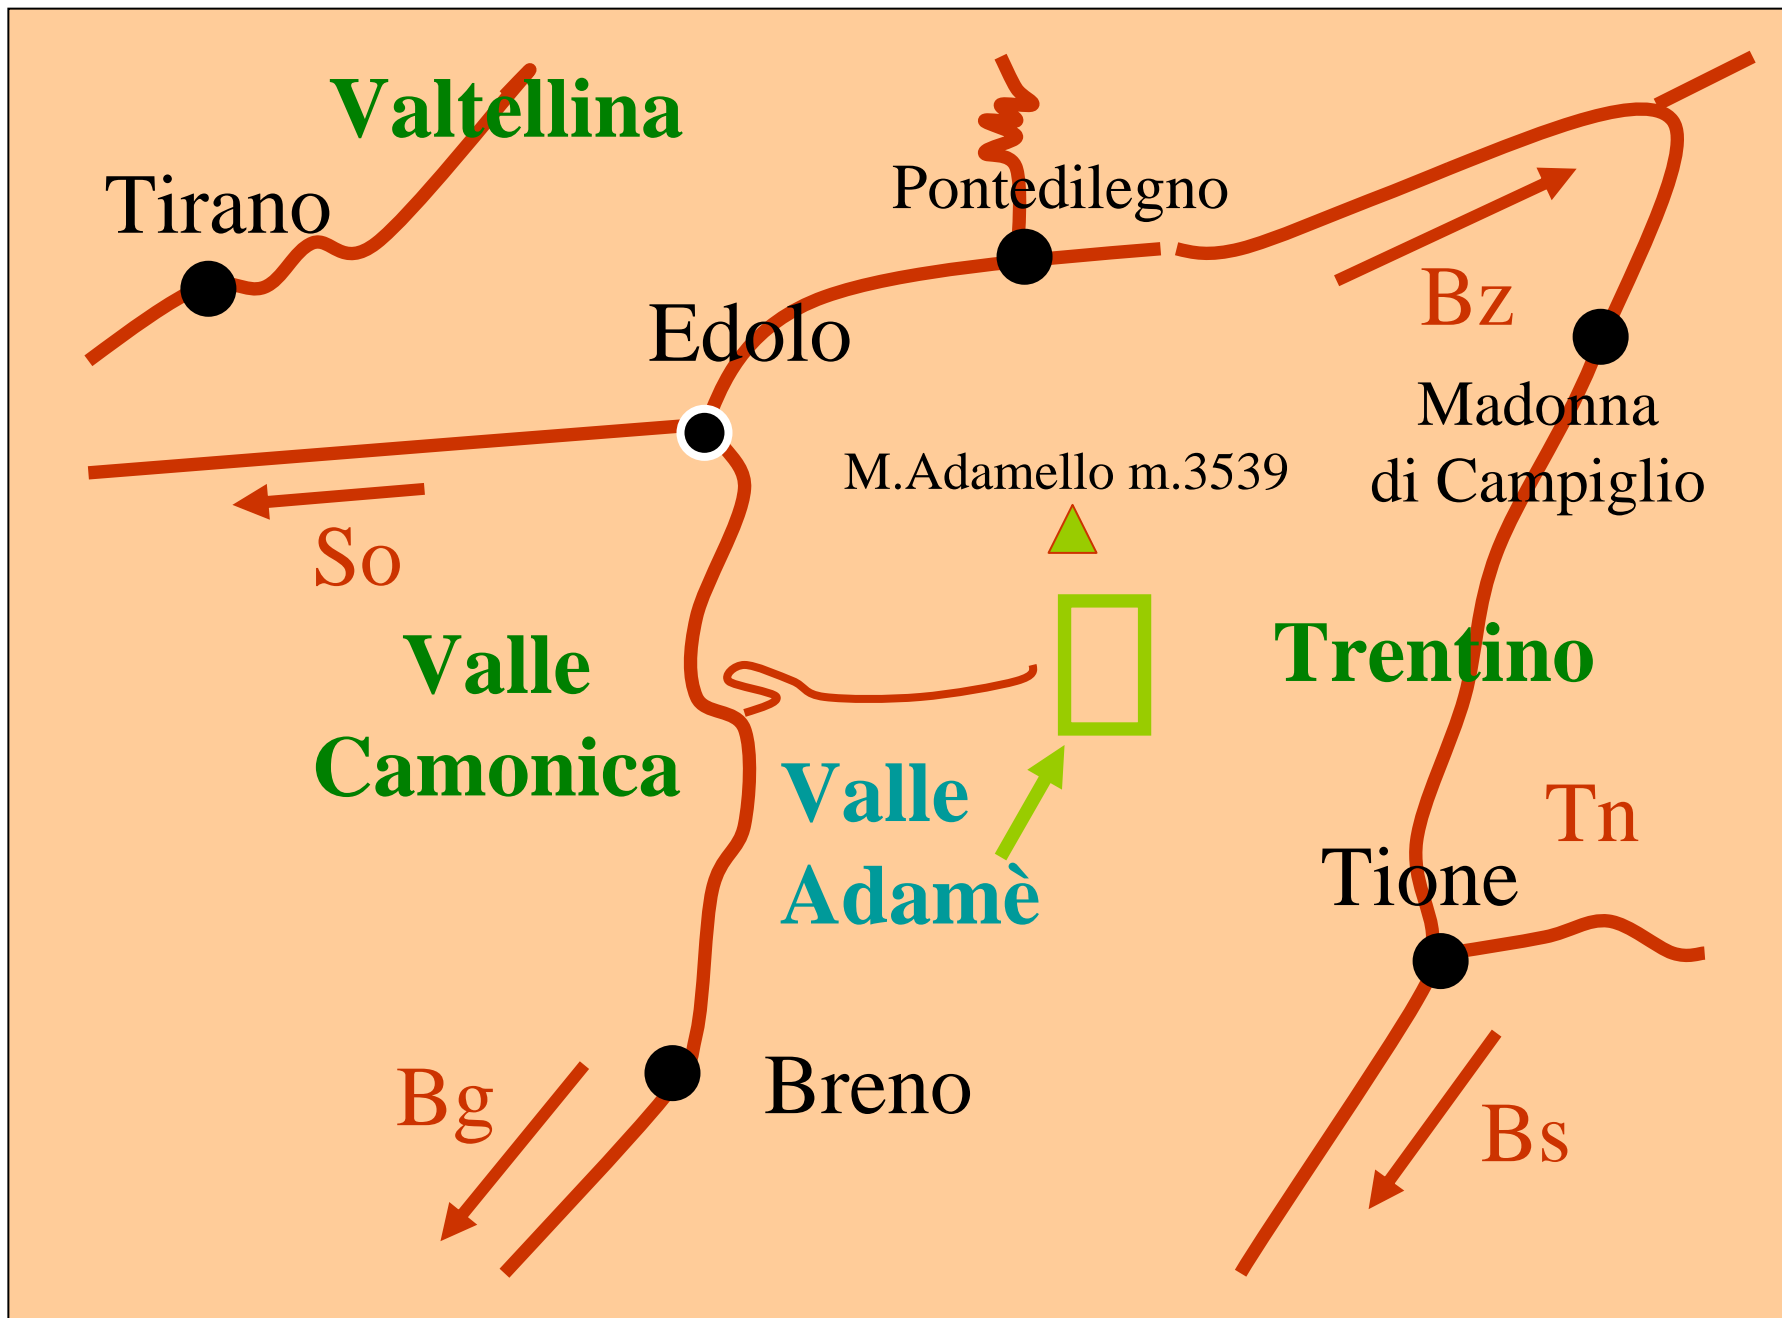 Valtellina
Tirano
Pontedilegno
Edolo
Bz
Madonna
di Campiglio
M.Adamello m.3539
So
Valle
Camonica
Trentino
Valle
Adamè
Tn
Tione
Breno
Bg
Bs